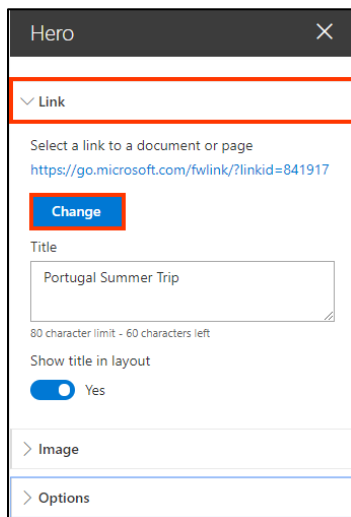 Hero
Link
Select a link to a document or page
https://go.microsoft.com/fwlink/?linkid=841917
Change
Title
Portugal Summer Trip
80 character limit - 60 characters left
Show title in layout
Yes
Image
Options